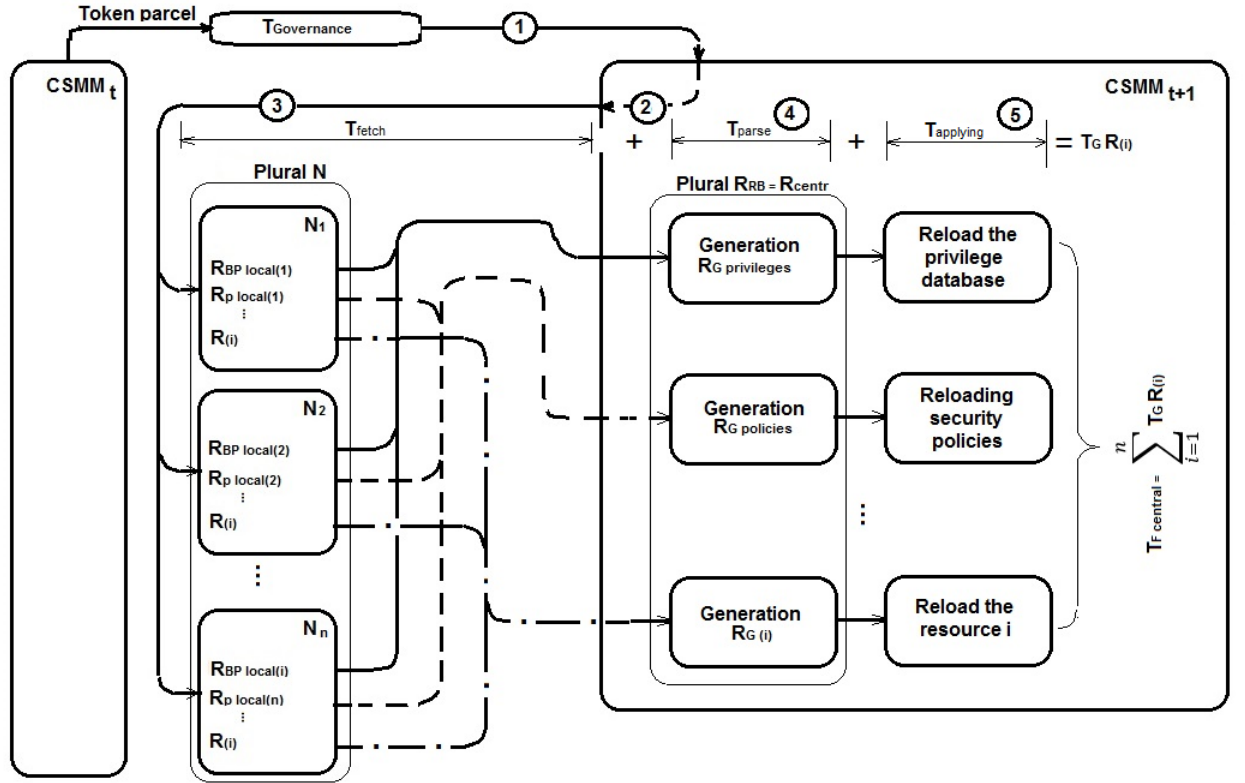 Token parcel
TGovernance
1
CSMM t
CSMM t+1
3
2
4
5
Tfetch
+
Tparse
+
Tapplying
= TG R(i)
Plural N
Plural RRB = Rcentr
N1
RBP local(1)
Rp local(1)
⋮
R(i)
N2
RBP local(2)
Rp local(2)
⋮
R(i)
⋮
Nn
RBP local(i)
Rp local(n)
⋮
R(i)
Generation
RG privileges
Reload the
privilege
database
Generation
RG policies
Reloading
security
policies
⋮
Generation
RG (i)
Reload the
resource i
TF central = [∑ n i=1 TG R(i)